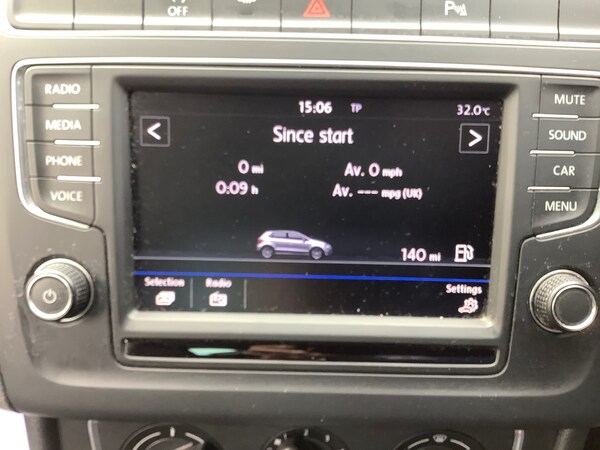 OFF
RADIO
MEDIA
PHONE
VOICE
15:06 TP 32.0°C
< Since start >
0 mi Av. 0 mph
0:09 h Av. --- mpg (UK)
140 mi
Selection Radio Settings
MUTE
SOUND
CAR
MENU